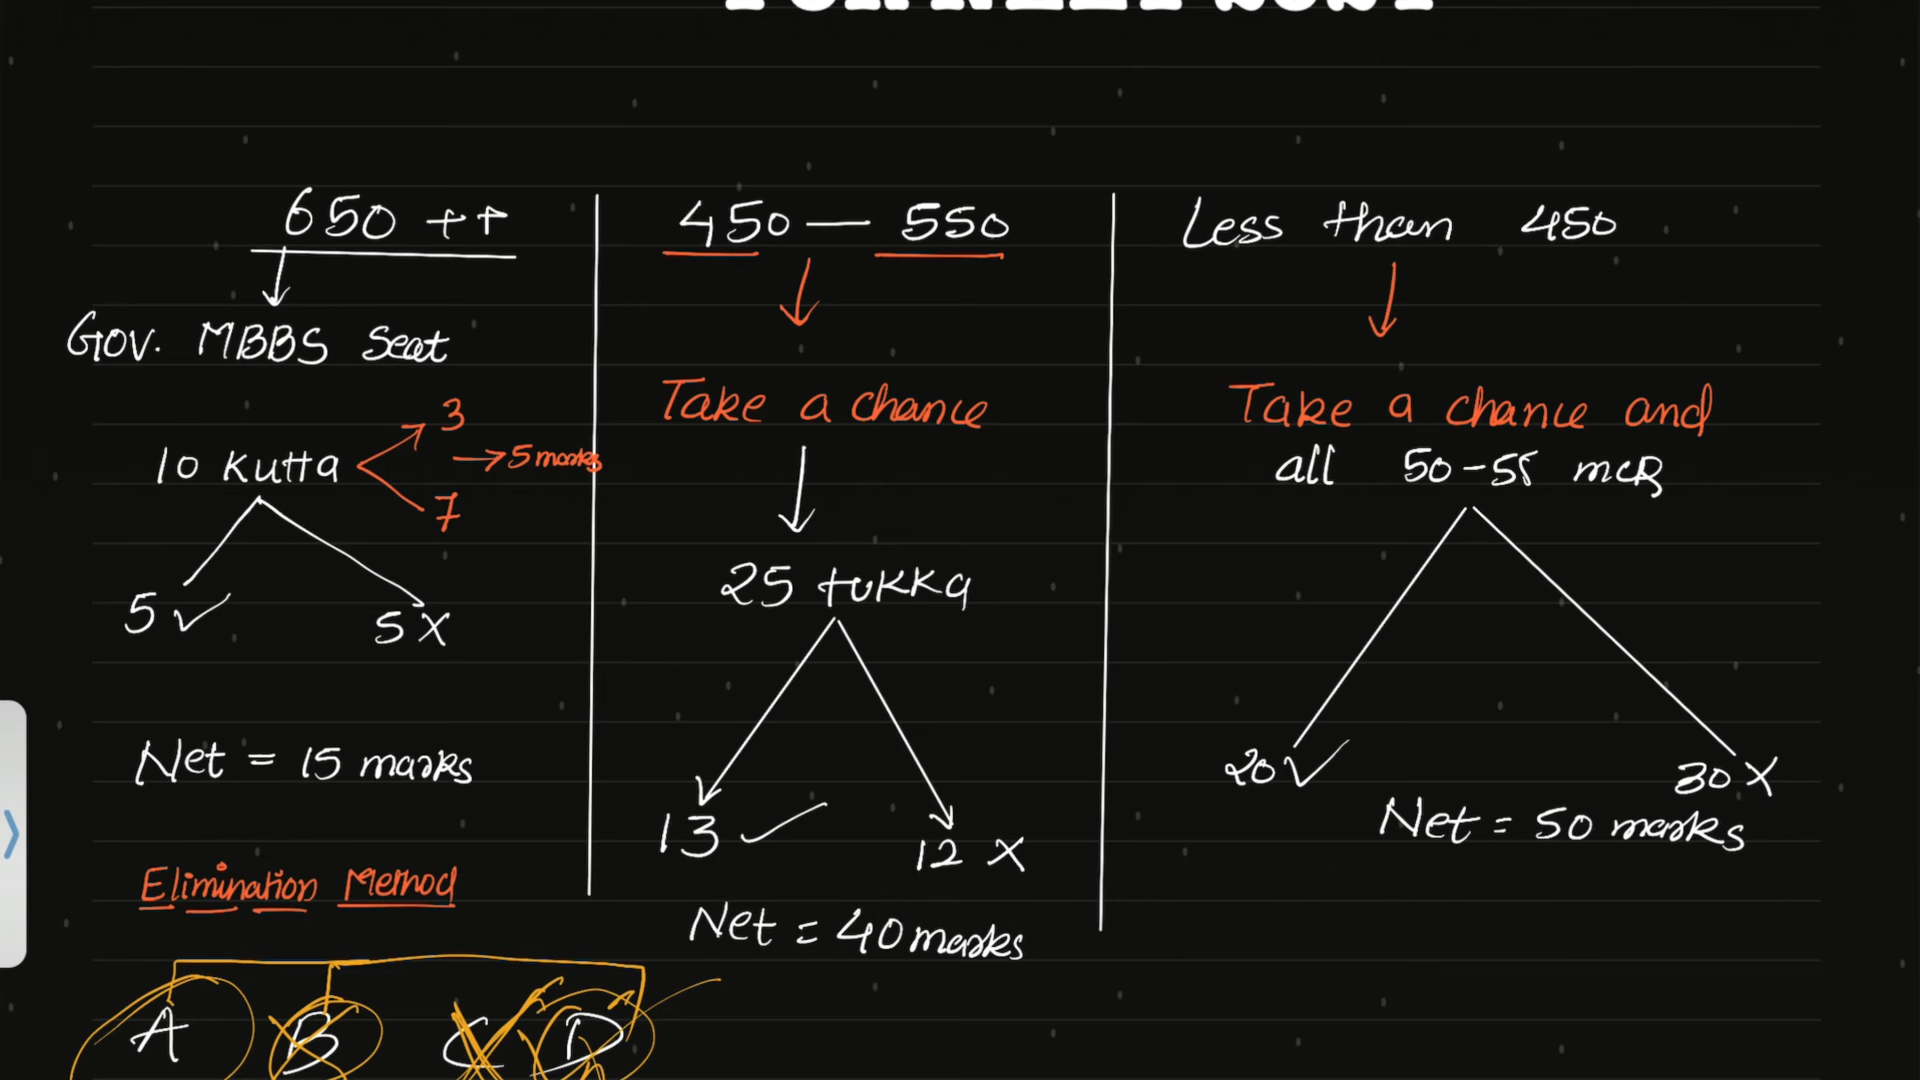 650 ++
Gov. MBBS Seat
10 Kutta
3
→ 5 marks
7
5 ✓
5 X
Net = 15 marks
Elimination Method
A B C D
450 — 550
Take a chance
25 tukka
13 ✓
12 X
Net = 40 marks
Less than 450
Take a chance and
all 50-55 mcq
20 ✓
30 X
Net = 50 marks